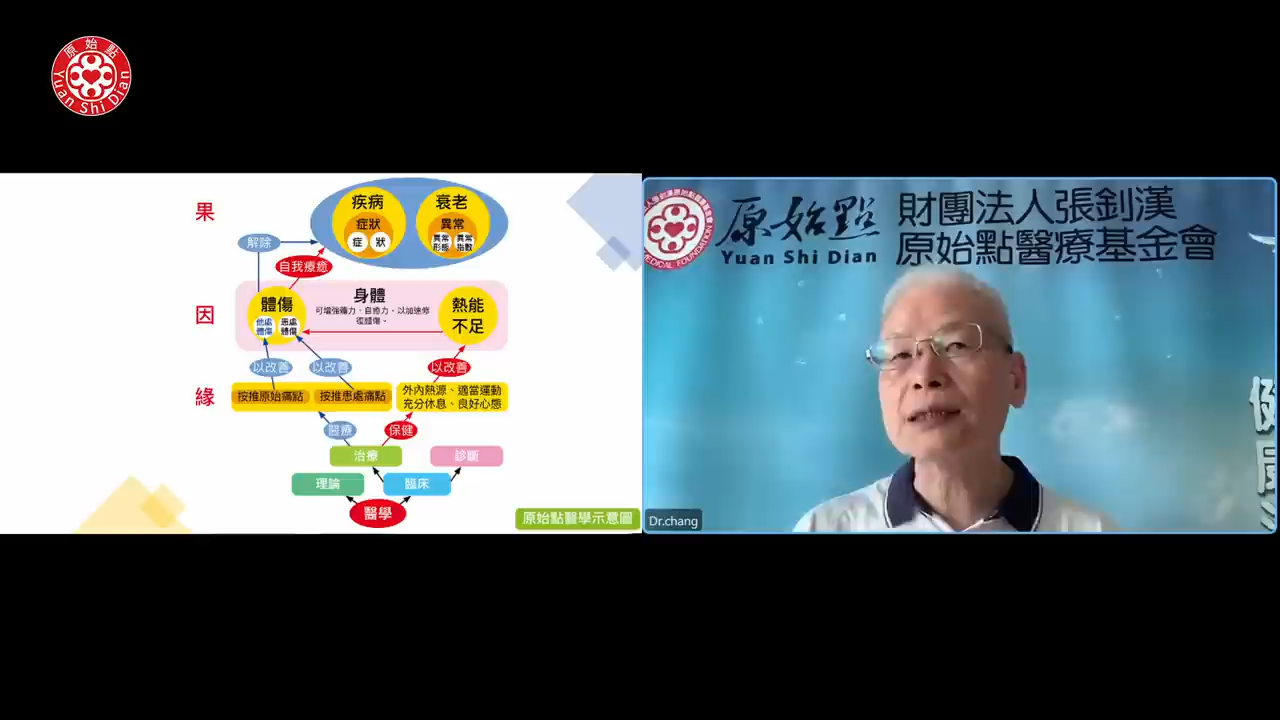 原始點
Yuan Shi Dian
果
疾病
衰老
症狀
異常
症
狀
異常
形態
異常
指數
解除
自我療癒
因
體傷
他處
體傷
患處
體傷
身體
可增強體力、自癒力,以加速修
復體傷。
熱能
不足
以改善
以改善
以改善
緣
按推原始痛點
按推患處痛點
外內熱源、適當運動
充分休息、良好心態
醫療
保健
治療
診斷
理論
臨床
醫學
原始點醫學示意圖
原始點
Yuan Shi Dian
財團法人張釗漢
原始點醫療基金會
MEDICAL FOUNDATION
Dr.chang